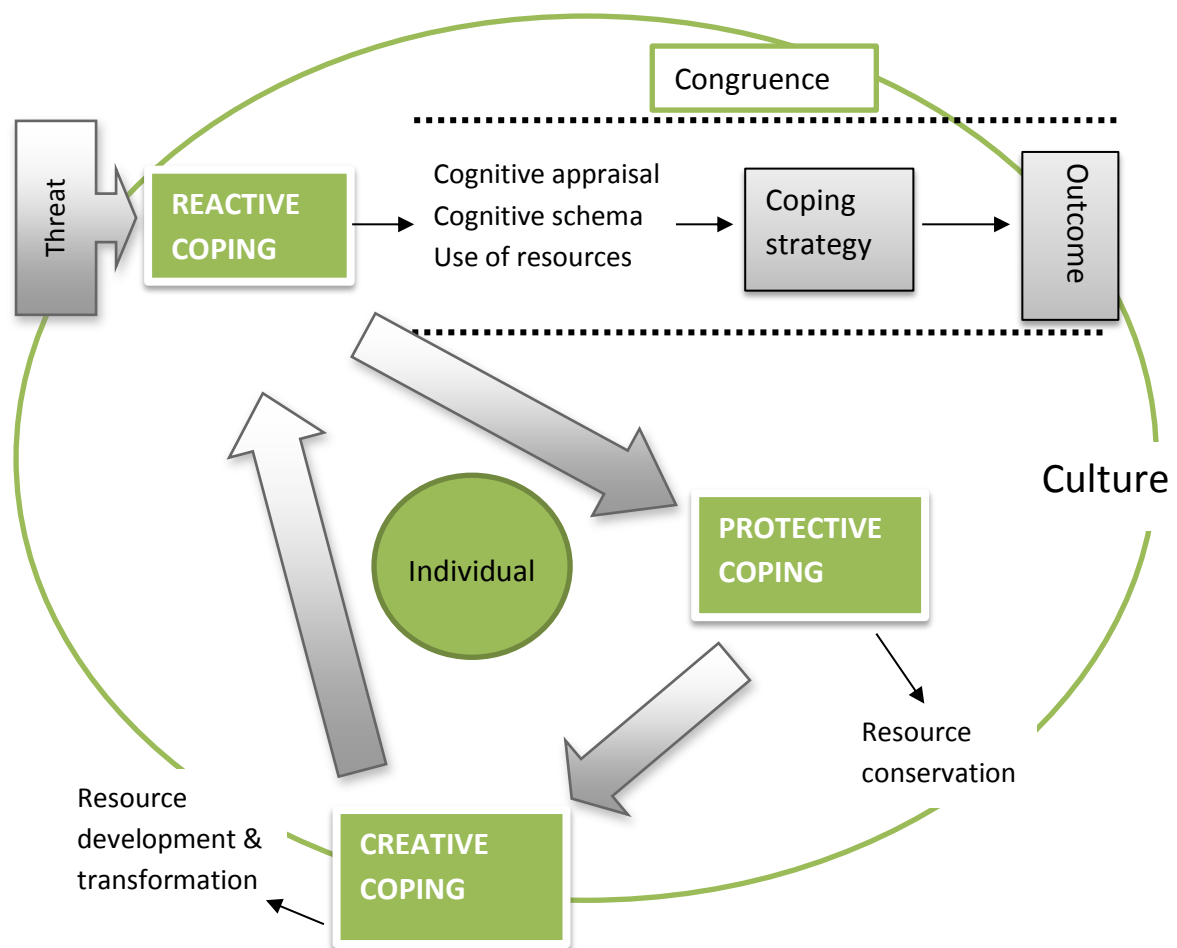 Congruence
Threat
REACTIVE
COPING
Cognitive appraisal
Cognitive schema
Use of resources
Coping
strategy
Outcome
Culture
Individual
PROTECTIVE
COPING
Resource
conservation
Resource
development &
transformation
CREATIVE
COPING